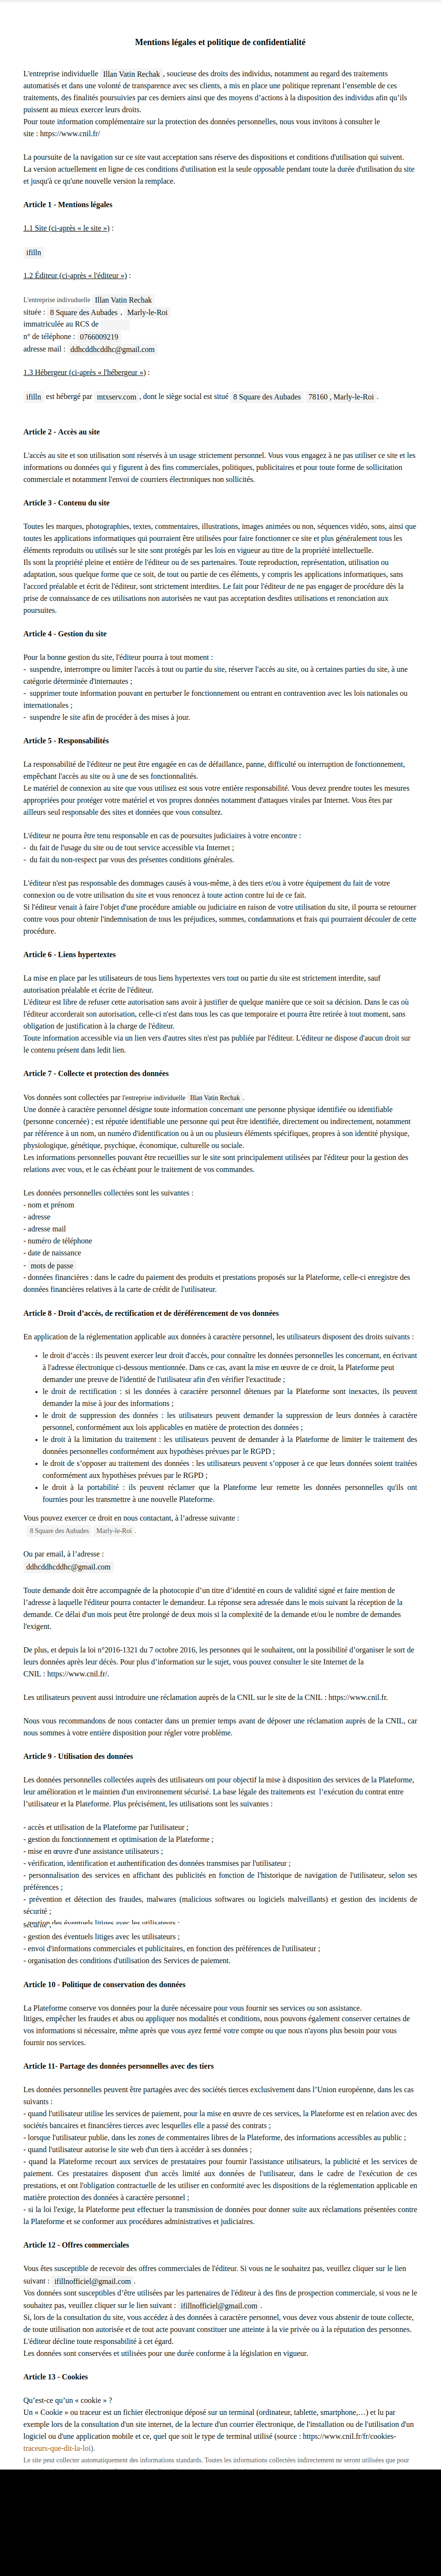 Mentions légales et politique de confidentialité
L'entreprise individuelle Illan Vatin Rechak , soucieuse des droits des individus, notamment au regard des traitements
automatisés et dans une volonté de transparence avec ses clients, a mis en place une politique reprenant l’ensemble de ces
traitements, des finalités poursuivies par ces derniers ainsi que des moyens d’actions à la disposition des individus afin qu’ils
puissent au mieux exercer leurs droits.
Pour toute information complémentaire sur la protection des données personnelles, nous vous invitons à consulter le
site : https://www.cnil.fr/
La poursuite de la navigation sur ce site vaut acceptation sans réserve des dispositions et conditions d'utilisation qui suivent.
La version actuellement en ligne de ces conditions d'utilisation est la seule opposable pendant toute la durée d'utilisation du site
et jusqu'à ce qu'une nouvelle version la remplace.
Article 1 - Mentions légales
1.1 Site (ci-après « le site ») :
ifilln
1.2 Éditeur (ci-après « l'éditeur ») :
L'entreprise indivuduelle Illan Vatin Rechak
située : 8 Square des Aubades , Marly-le-Roi
immatriculée au RCS de
n° de téléphone : 0766009219
adresse mail : ddhcddhcddhc@gmail.com
1.3 Hébergeur (ci-après « l'hébergeur ») :
ifilln est hébergé par mtxserv.com , dont le siège social est situé 8 Square des Aubades 78160 , Marly-le-Roi .
Article 2 - Accès au site
L'accès au site et son utilisation sont réservés à un usage strictement personnel. Vous vous engagez à ne pas utiliser ce site et les
informations ou données qui y figurent à des fins commerciales, politiques, publicitaires et pour toute forme de sollicitation
commerciale et notamment l'envoi de courriers électroniques non sollicités.
Article 3 - Contenu du site
Toutes les marques, photographies, textes, commentaires, illustrations, images animées ou non, séquences vidéo, sons, ainsi que
toutes les applications informatiques qui pourraient être utilisées pour faire fonctionner ce site et plus généralement tous les
éléments reproduits ou utilisés sur le site sont protégés par les lois en vigueur au titre de la propriété intellectuelle.
Ils sont la propriété pleine et entière de l'éditeur ou de ses partenaires. Toute reproduction, représentation, utilisation ou
adaptation, sous quelque forme que ce soit, de tout ou partie de ces éléments, y compris les applications informatiques, sans
l'accord préalable et écrit de l'éditeur, sont strictement interdites. Le fait pour l'éditeur de ne pas engager de procédure dès la
prise de connaissance de ces utilisations non autorisées ne vaut pas acceptation desdites utilisations et renonciation aux
poursuites.
Article 4 - Gestion du site
Pour la bonne gestion du site, l'éditeur pourra à tout moment :
- suspendre, interrompre ou limiter l'accès à tout ou partie du site, réserver l'accès au site, ou à certaines parties du site, à une
catégorie déterminée d'internautes ;
- supprimer toute information pouvant en perturber le fonctionnement ou entrant en contravention avec les lois nationales ou
internationales ;
- suspendre le site afin de procéder à des mises à jour.
Article 5 - Responsabilités
La responsabilité de l'éditeur ne peut être engagée en cas de défaillance, panne, difficulté ou interruption de fonctionnement,
empêchant l'accès au site ou à une de ses fonctionnalités.
Le matériel de connexion au site que vous utilisez est sous votre entière responsabilité. Vous devez prendre toutes les mesures
appropriées pour protéger votre matériel et vos propres données notamment d'attaques virales par Internet. Vous êtes par
ailleurs seul responsable des sites et données que vous consultez.
L'éditeur ne pourra être tenu responsable en cas de poursuites judiciaires à votre encontre :
- du fait de l'usage du site ou de tout service accessible via Internet ;
- du fait du non-respect par vous des présentes conditions générales.
L'éditeur n'est pas responsable des dommages causés à vous-même, à des tiers et/ou à votre équipement du fait de votre
connexion ou de votre utilisation du site et vous renoncez à toute action contre lui de ce fait.
Si l'éditeur venait à faire l'objet d'une procédure amiable ou judiciaire en raison de votre utilisation du site, il pourra se retourner
contre vous pour obtenir l'indemnisation de tous les préjudices, sommes, condamnations et frais qui pourraient découler de cette
procédure.
Article 6 - Liens hypertextes
La mise en place par les utilisateurs de tous liens hypertextes vers tout ou partie du site est strictement interdite, sauf
autorisation préalable et écrite de l'éditeur.
L'éditeur est libre de refuser cette autorisation sans avoir à justifier de quelque manière que ce soit sa décision. Dans le cas où
l'éditeur accorderait son autorisation, celle-ci n'est dans tous les cas que temporaire et pourra être retirée à tout moment, sans
obligation de justification à la charge de l'éditeur.
Toute information accessible via un lien vers d'autres sites n'est pas publiée par l'éditeur. L'éditeur ne dispose d'aucun droit sur
le contenu présent dans ledit lien.
Article 7 - Collecte et protection des données
Vos données sont collectées par l'entreprise individuelle Illan Vatin Rechak .
Une donnée à caractère personnel désigne toute information concernant une personne physique identifiée ou identifiable
(personne concernée) ; est réputée identifiable une personne qui peut être identifiée, directement ou indirectement, notamment
par référence à un nom, un numéro d'identification ou à un ou plusieurs éléments spécifiques, propres à son identité physique,
physiologique, génétique, psychique, économique, culturelle ou sociale.
Les informations personnelles pouvant être recueillies sur le site sont principalement utilisées par l'éditeur pour la gestion des
relations avec vous, et le cas échéant pour le traitement de vos commandes.
Les données personnelles collectées sont les suivantes :
- nom et prénom
- adresse
- adresse mail
- numéro de téléphone
- date de naissance
- mots de passe
- données financières : dans le cadre du paiement des produits et prestations proposés sur la Plateforme, celle-ci enregistre des
données financières relatives à la carte de crédit de l'utilisateur.
Article 8 - Droit d’accès, de rectification et de déréférencement de vos données
En application de la réglementation applicable aux données à caractère personnel, les utilisateurs disposent des droits suivants :
• le droit d’accès : ils peuvent exercer leur droit d'accès, pour connaître les données personnelles les concernant, en écrivant
à l'adresse électronique ci-dessous mentionnée. Dans ce cas, avant la mise en œuvre de ce droit, la Plateforme peut
demander une preuve de l'identité de l'utilisateur afin d'en vérifier l'exactitude ;
• le droit de rectification : si les données à caractère personnel détenues par la Plateforme sont inexactes, ils peuvent
demander la mise à jour des informations ;
• le droit de suppression des données : les utilisateurs peuvent demander la suppression de leurs données à caractère
personnel, conformément aux lois applicables en matière de protection des données ;
• le droit à la limitation du traitement : les utilisateurs peuvent de demander à la Plateforme de limiter le traitement des
données personnelles conformément aux hypothèses prévues par le RGPD ;
• le droit de s’opposer au traitement des données : les utilisateurs peuvent s’opposer à ce que leurs données soient traitées
conformément aux hypothèses prévues par le RGPD ;
• le droit à la portabilité : ils peuvent réclamer que la Plateforme leur remette les données personnelles qu'ils ont
fournies pour les transmettre à une nouvelle Plateforme.
Vous pouvez exercer ce droit en nous contactant, à l’adresse suivante :
8 Square des Aubades Marly-le-Roi .
Ou par email, à l’adresse :
ddhcddhcddhc@gmail.com
Toute demande doit être accompagnée de la photocopie d’un titre d’identité en cours de validité signé et faire mention de
l’adresse à laquelle l'éditeur pourra contacter le demandeur. La réponse sera adressée dans le mois suivant la réception de la
demande. Ce délai d'un mois peut être prolongé de deux mois si la complexité de la demande et/ou le nombre de demandes
l'exigent.
De plus, et depuis la loi n°2016-1321 du 7 octobre 2016, les personnes qui le souhaitent, ont la possibilité d’organiser le sort de
leurs données après leur décès. Pour plus d’information sur le sujet, vous pouvez consulter le site Internet de la
CNIL : https://www.cnil.fr/.
Les utilisateurs peuvent aussi introduire une réclamation auprès de la CNIL sur le site de la CNIL : https://www.cnil.fr.
Nous vous recommandons de nous contacter dans un premier temps avant de déposer une réclamation auprès de la CNIL, car
nous sommes à votre entière disposition pour régler votre problème.
Article 9 - Utilisation des données
Les données personnelles collectées auprès des utilisateurs ont pour objectif la mise à disposition des services de la Plateforme,
leur amélioration et le maintien d'un environnement sécurisé. La base légale des traitements est l’exécution du contrat entre
l’utilisateur et la Plateforme. Plus précisément, les utilisations sont les suivantes :
- accès et utilisation de la Plateforme par l'utilisateur ;
- gestion du fonctionnement et optimisation de la Plateforme ;
- mise en œuvre d'une assistance utilisateurs ;
- vérification, identification et authentification des données transmises par l'utilisateur ;
- personnalisation des services en affichant des publicités en fonction de l'historique de navigation de l'utilisateur, selon ses
préférences ;
- prévention et détection des fraudes, malwares (malicious softwares ou logiciels malveillants) et gestion des incidents de
sécurité ;
- gestion des éventuels litiges avec les utilisateurs ;
- envoi d'informations commerciales et publicitaires, en fonction des préférences de l'utilisateur ;
- organisation des conditions d'utilisation des Services de paiement.
Article 10 - Politique de conservation des données
La Plateforme conserve vos données pour la durée nécessaire pour vous fournir ses services ou son assistance.
litiges, empêcher les fraudes et abus ou appliquer nos modalités et conditions, nous pouvons également conserver certaines de
vos informations si nécessaire, même après que vous ayez fermé votre compte ou que nous n'ayons plus besoin pour vous
fournir nos services.
Article 11- Partage des données personnelles avec des tiers
Les données personnelles peuvent être partagées avec des sociétés tierces exclusivement dans l’Union européenne, dans les cas
suivants :
- quand l'utilisateur utilise les services de paiement, pour la mise en œuvre de ces services, la Plateforme est en relation avec des
sociétés bancaires et financières tierces avec lesquelles elle a passé des contrats ;
- lorsque l'utilisateur publie, dans les zones de commentaires libres de la Plateforme, des informations accessibles au public ;
- quand l'utilisateur autorise le site web d'un tiers à accéder à ses données ;
- quand la Plateforme recourt aux services de prestataires pour fournir l'assistance utilisateurs, la publicité et les services de
paiement. Ces prestataires disposent d'un accès limité aux données de l'utilisateur, dans le cadre de l'exécution de ces
prestations, et ont l'obligation contractuelle de les utiliser en conformité avec les dispositions de la réglementation applicable en
matière protection des données à caractère personnel ;
- si la loi l'exige, la Plateforme peut effectuer la transmission de données pour donner suite aux réclamations présentées contre
la Plateforme et se conformer aux procédures administratives et judiciaires.
Article 12 - Offres commerciales
Vous êtes susceptible de recevoir des offres commerciales de l'éditeur. Si vous ne le souhaitez pas, veuillez cliquer sur le lien
suivant : ifillnofficiel@gmail.com .
Vos données sont susceptibles d’être utilisées par les partenaires de l'éditeur à des fins de prospection commerciale, si vous ne le
souhaitez pas, veuillez cliquer sur le lien suivant : ifillnofficiel@gmail.com .
Si, lors de la consultation du site, vous accédez à des données à caractère personnel, vous devez vous abstenir de toute collecte,
de toute utilisation non autorisée et de tout acte pouvant constituer une atteinte à la vie privée ou à la réputation des personnes.
L'éditeur décline toute responsabilité à cet égard.
Les données sont conservées et utilisées pour une durée conforme à la législation en vigueur.
Article 13 - Cookies
Qu’est-ce qu’un « cookie » ?
Un « Cookie » ou traceur est un fichier électronique déposé sur un terminal (ordinateur, tablette, smartphone,…) et lu par
exemple lors de la consultation d'un site internet, de la lecture d'un courrier électronique, de l'installation ou de l'utilisation d'un
logiciel ou d'une application mobile et ce, quel que soit le type de terminal utilisé (source : https://www.cnil.fr/fr/cookies-
traceurs-que-dit-la-loi).
Le site peut collecter automatiquement des informations standards. Toutes les informations collectées indirectement ne seront utilisées que pour